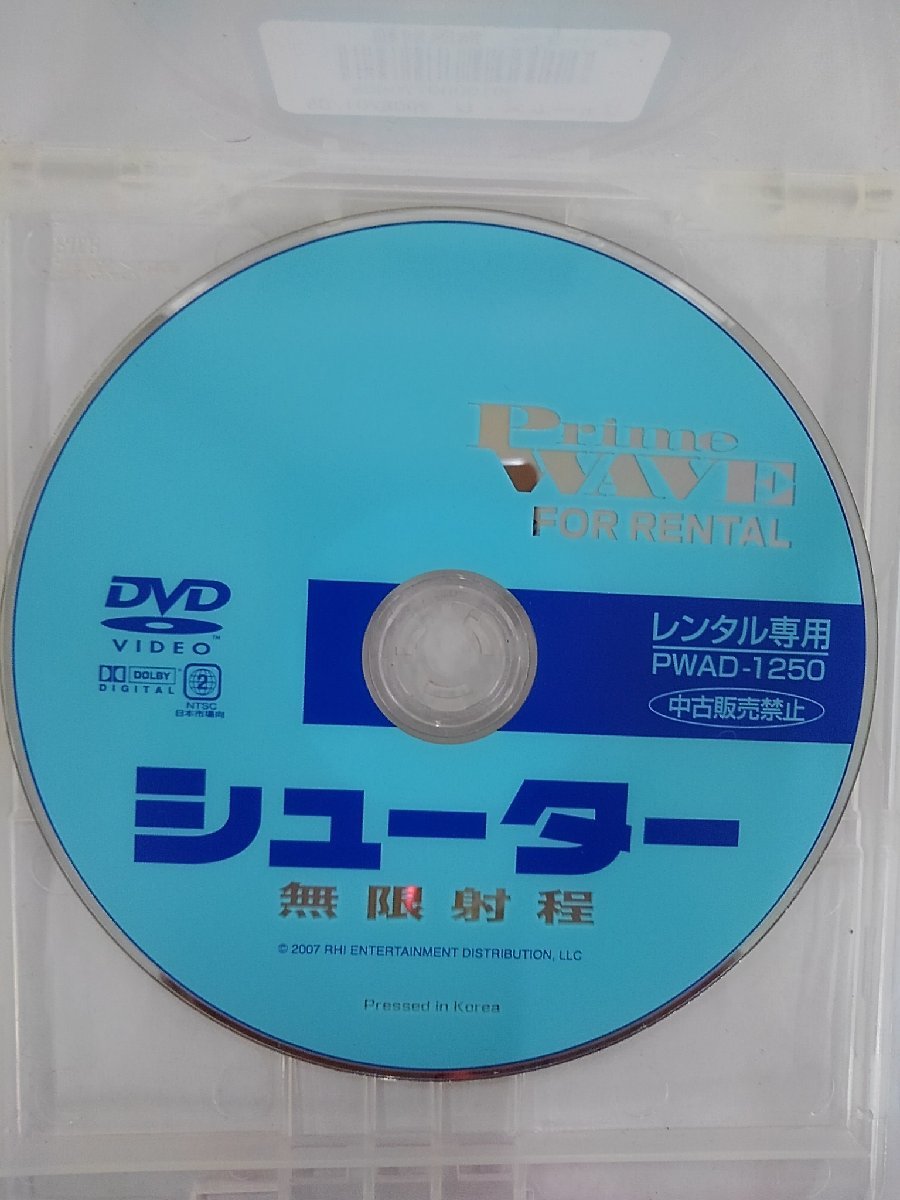 Prime
WAVE
FOR RENTAL
DVD
VIDEO™
DOLBY
DIGITAL
2
NTSC
日本市場向
レンタル専用
PWAD-1250
中古販売禁止
シューター
無限射程
© 2007 RHI ENTERTAINMENT DISTRIBUTION, LLC
Pressed in Korea